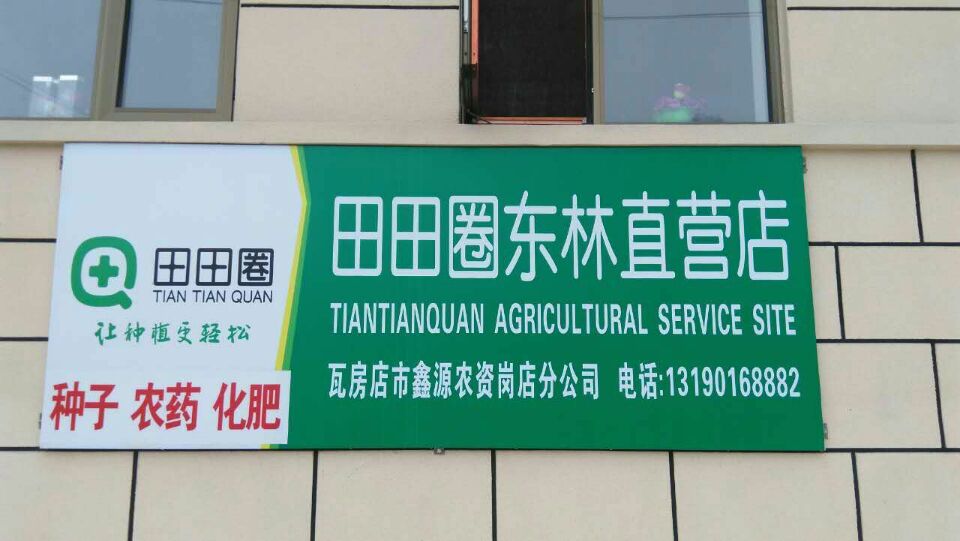 田田圈
TIAN TIAN QUAN
让种植更轻松
种子 农药 化肥
田田圈东林直营店
TIANTIANQUAN AGRICULTURAL SERVICE SITE
瓦房店市鑫源农资岗店分公司 电话:13190168882